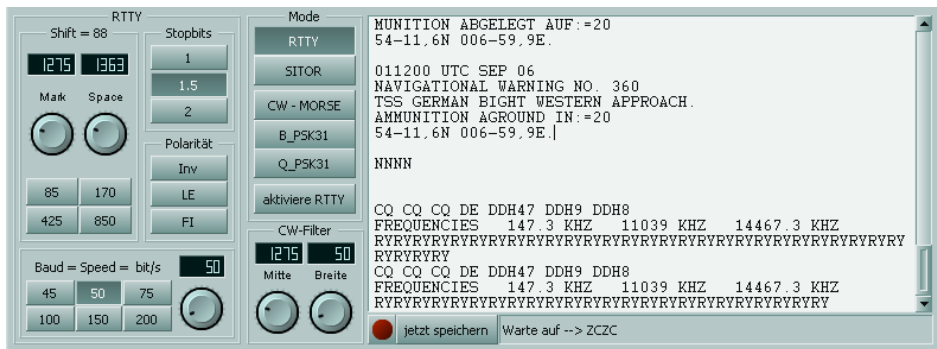 RTTY
Shift = 88
1275 1363
Mark Space
85 170
425 850
Stopbits
1
1.5
2
Polarität
Inv
LE
FI
Baud = Speed = bit/s 50
45 50 75
100 150 200
Mode
RTTY
SITOR
CW - MORSE
B_PSK31
Q_PSK31
aktiviere RTTY
CW-Filter
1275 50
Mitte Breite
MUNITION ABGELEGT AUF:=20
54-11,6N 006-59,9E.
011200 UTC SEP 06
NAVIGATIONAL WARNING NO. 360
TSS GERMAN BIGHT WESTERN APPROACH.
AMMUNITION AGROUND IN:=20
54-11,6N 006-59,9E.
NNNN
CQ CQ CQ DE DDH47 DDH9 DDH8
FREQUENCIES 147.3 KHZ 11039 KHZ 14467.3 KHZ
RYRYRYRYRYRYRYRYRYRYRYRYRYRYRYRYRYRYRYRYRYRYRYRYRYRYRYRYRYRY
RYRYRYRY
CQ CQ CQ DE DDH47 DDH9 DDH8
FREQUENCIES 147.3 KHZ 11039 KHZ 14467.3 KHZ
RYRYRYRYRYRYRYRYRYRYRYRYRYRYRYRYRYRYRYRYRYRYRYRYRYRY
jetzt speichern Warte auf --> ZCZC